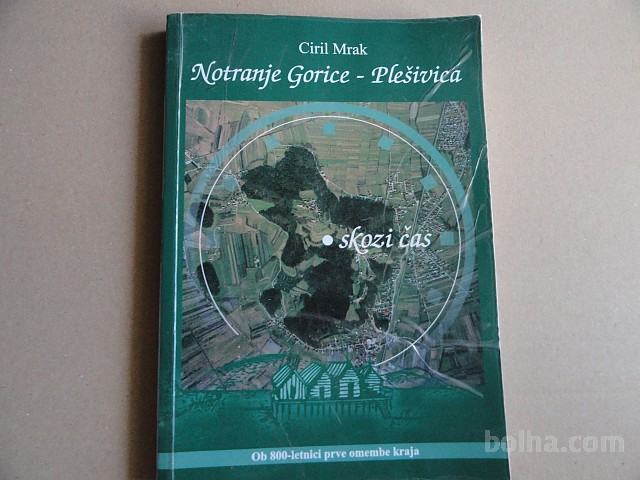 Ciril Mrak
Notranje Gorice - Plešivica
skozi čas
Ob 800-letnici prve omembe kraja
bolha.com